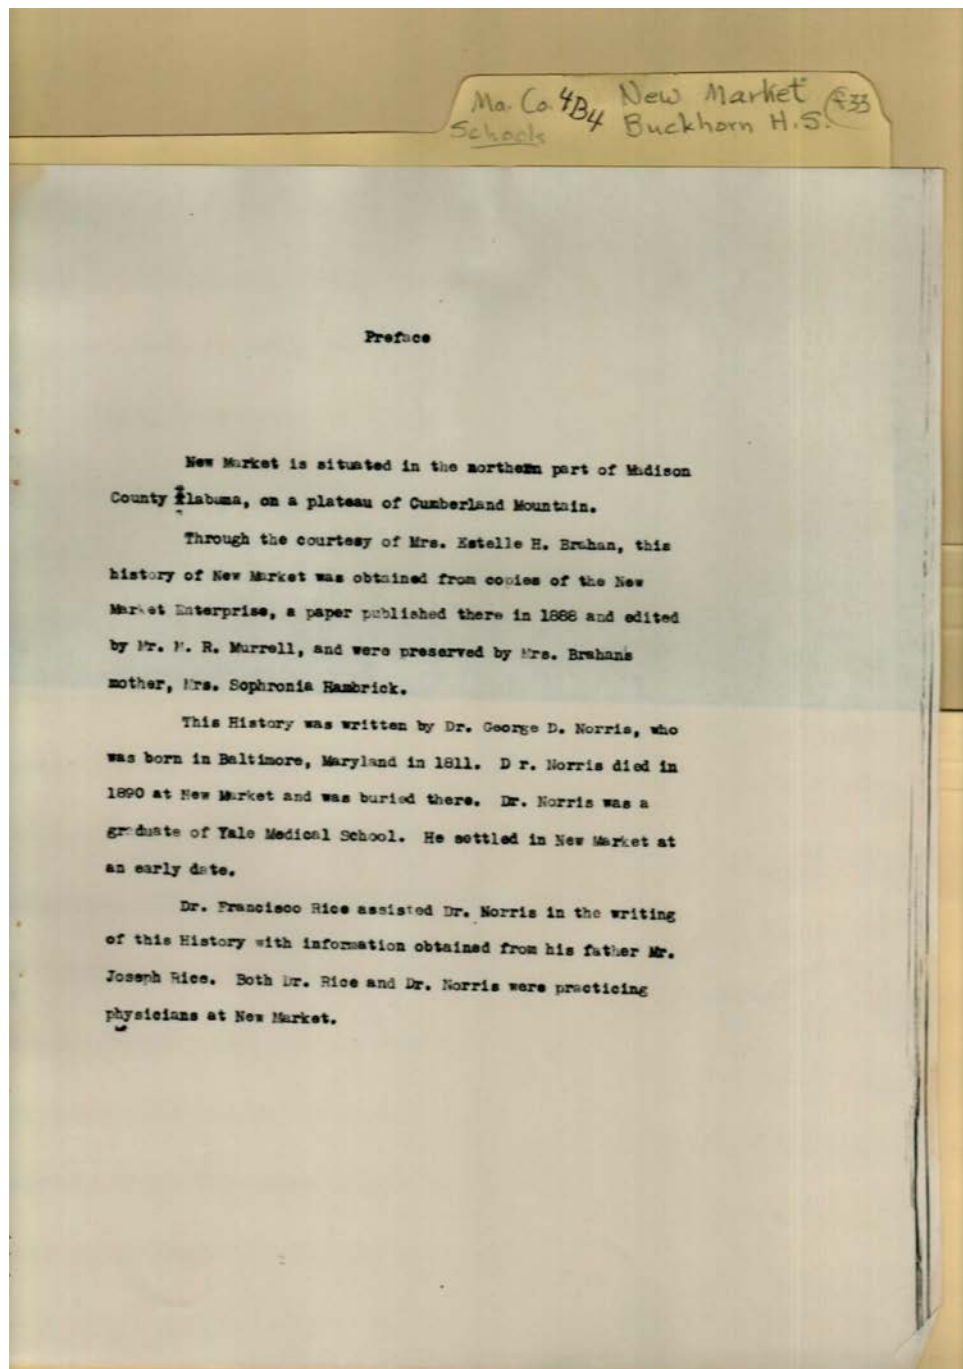 Ma. Co. 4B4 New Market F33
Schools Buckhorn H.S.
Preface
New Market is situated in the northern part of Madison
County Alabama, on a plateau of Cumberland Mountain.
Through the courtesy of Mrs. Estelle H. Brahan, this
history of New Market was obtained from copies of the New
Market Enterprise, a paper published there in 1888 and edited
by Mr. M. R. Murrell, and were preserved by Mrs. Brahans
mother, Mrs. Sophronia Hambrick.
This History was written by Dr. George D. Norris, who
was born in Baltimore, Maryland in 1811. D r. Norris died in
1890 at New Market and was buried there. Dr. Norris was a
graduate of Yale Medical School. He settled in New Market at
an early date.
Dr. Francisco Rice assisted Dr. Norris in the writing
of this History with information obtained from his father Mr.
Joseph Rice. Both Dr. Rice and Dr. Norris were practicing
physicians at New Market.